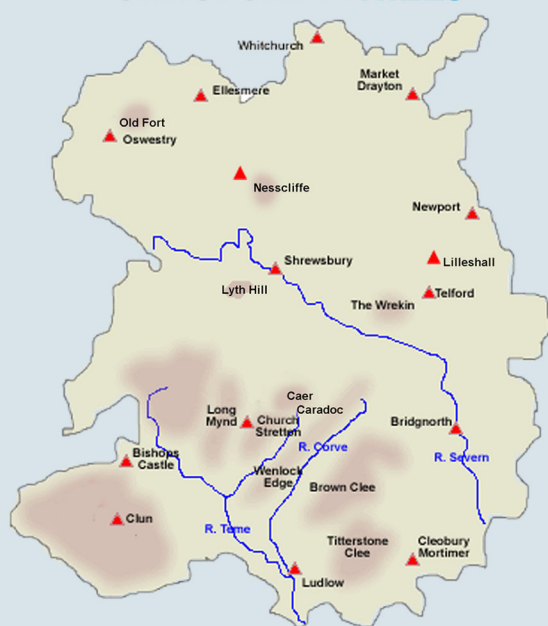 Whitchurch
Market
Drayton
Ellesmere
Old Fort
Oswestry
Nesscliffe
Newport
Shrewsbury
Lilleshall
Lyth Hill
Telford
The Wrekin
Caer
Caradoc
Long
Mynd
Church
Stretton
Bridgnorth
R. Corve
Bishops
Castle
R. Severn
Wenlock
Edge
Brown Clee
Clun
R. Teme
Titterstone
Clee
Cleobury
Mortimer
Ludlow